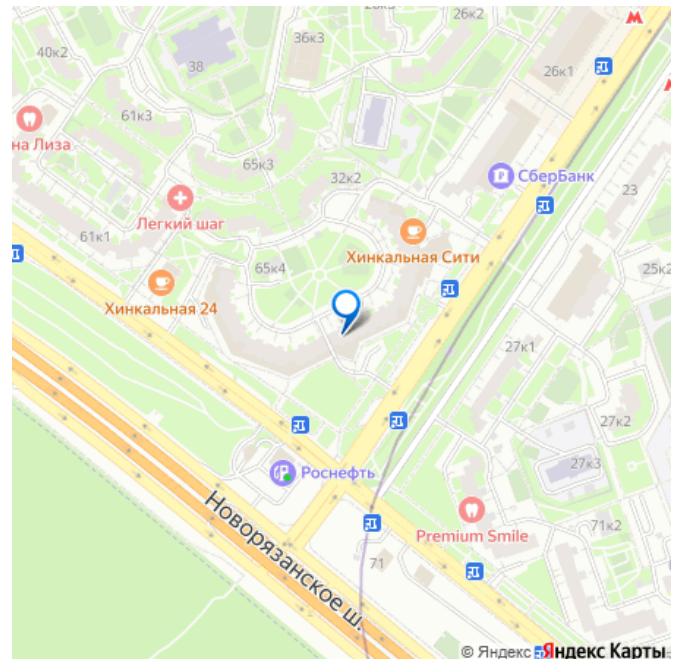 26к2
36к3
40к2
38
26к1
61к3
на Лиза
65к3
32к2
СберБанк
23
Легкий шаг
61к1
65к4
Хинкальная Сити
25к2
Хинкальная 24
27к1
27к2
Роснефть
27к3
Новорязанское ш.
Premium Smile
71к2
71
© Яндекс Яндекс Карты